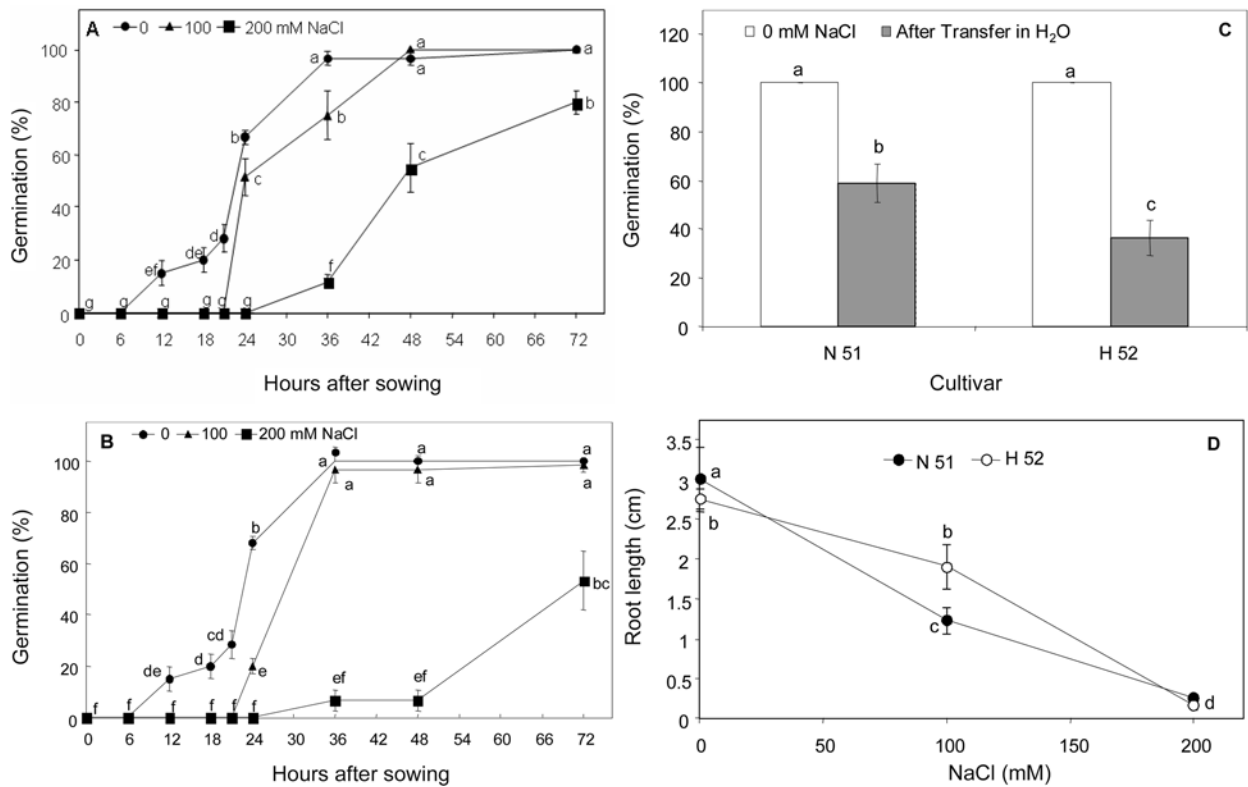 A
0 100 200 mM NaCl
Germination (%)
100
80
60
40
20
0
g g g g g g
ef de d b a a a
c b a
f c b
0 6 12 18 24 30 36 42 48 54 60 66 72
Hours after sowing
C
0 mM NaCl After Transfer in H₂O
Germination (%)
120
100
80
60
40
20
0
a b a c
N 51 H 52
Cultivar
B
0 100 200 mM NaCl
Germination (%)
100
80
60
40
20
0
f f f f f f
de d cd b a a a
e a a a
ef ef bc
0 6 12 18 24 30 36 42 48 54 60 66 72
Hours after sowing
D
N 51 H 52
Root length (cm)
3.5
3
2.5
2
1.5
1
0.5
0
a
b
b
c
d
0 50 100 150 200
NaCl (mM)